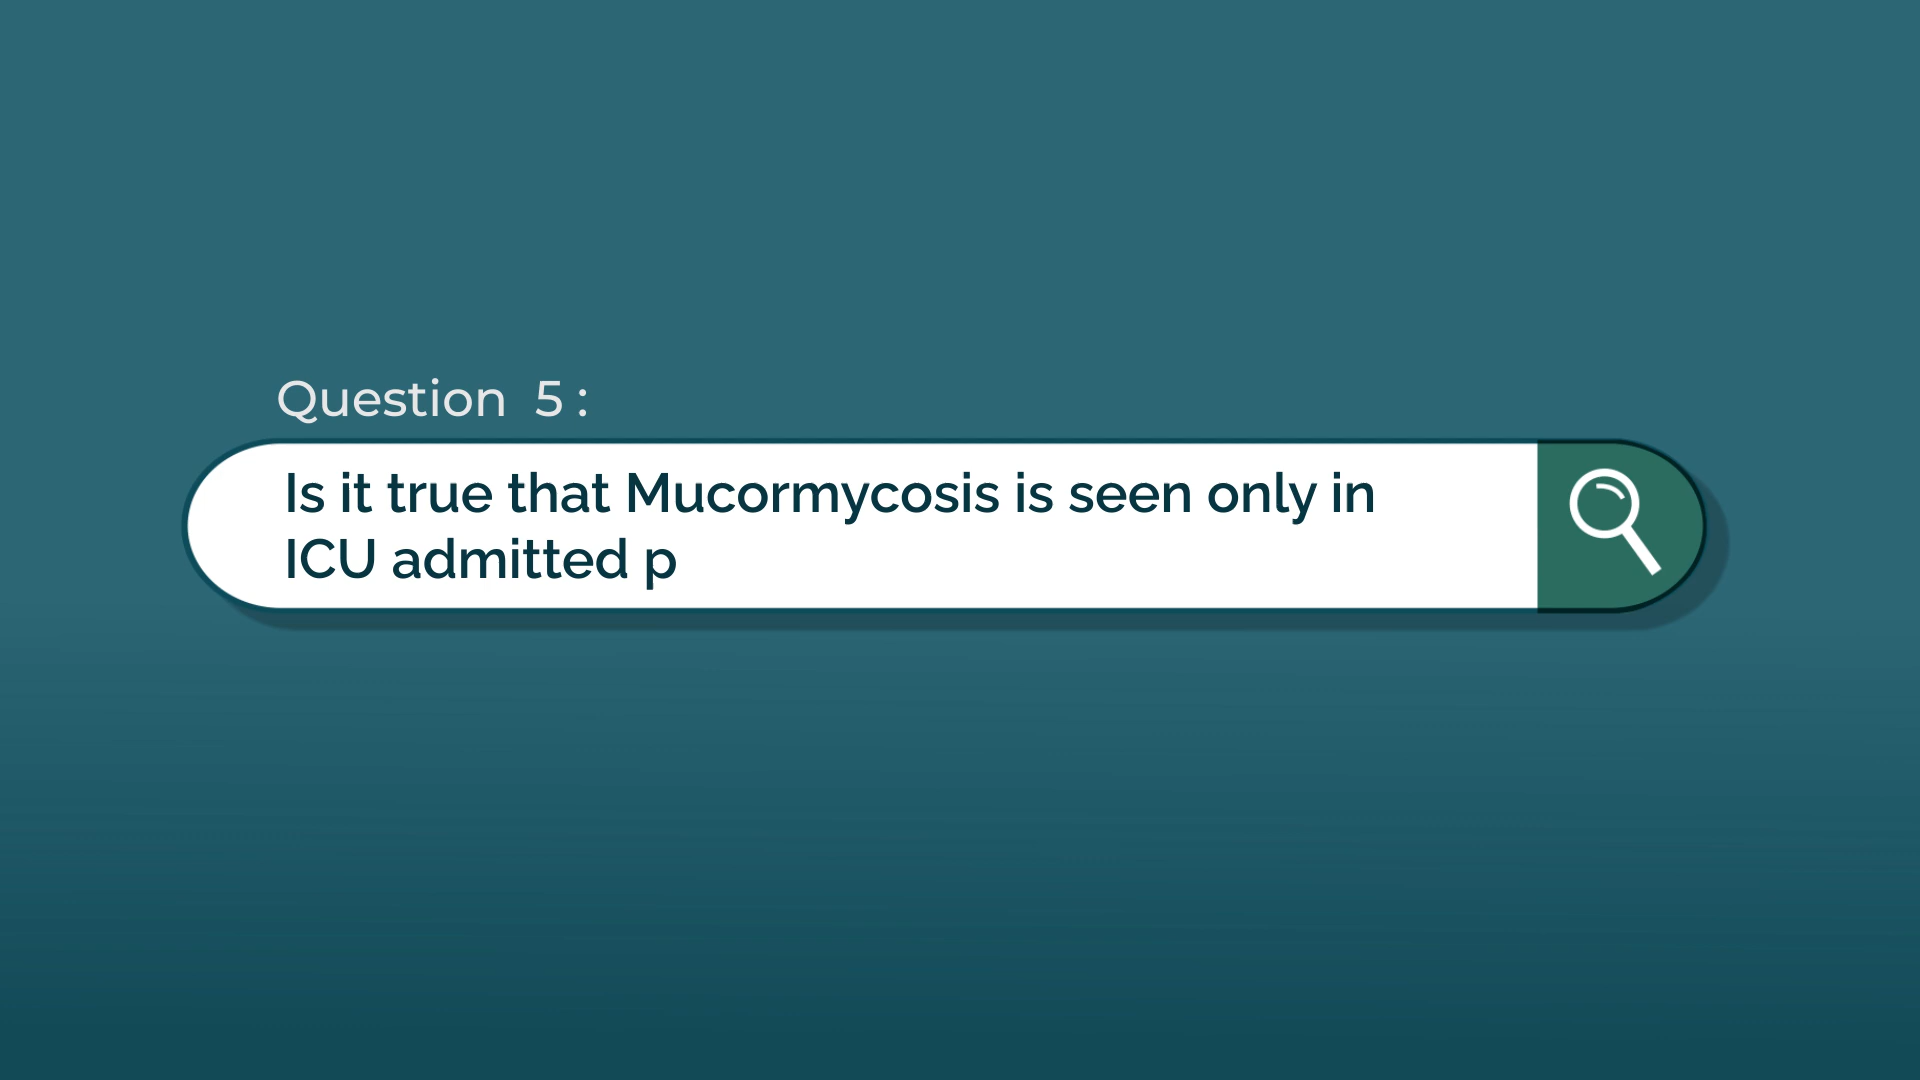 Question 5 :
Is it true that Mucormycosis is seen only in
ICU admitted p